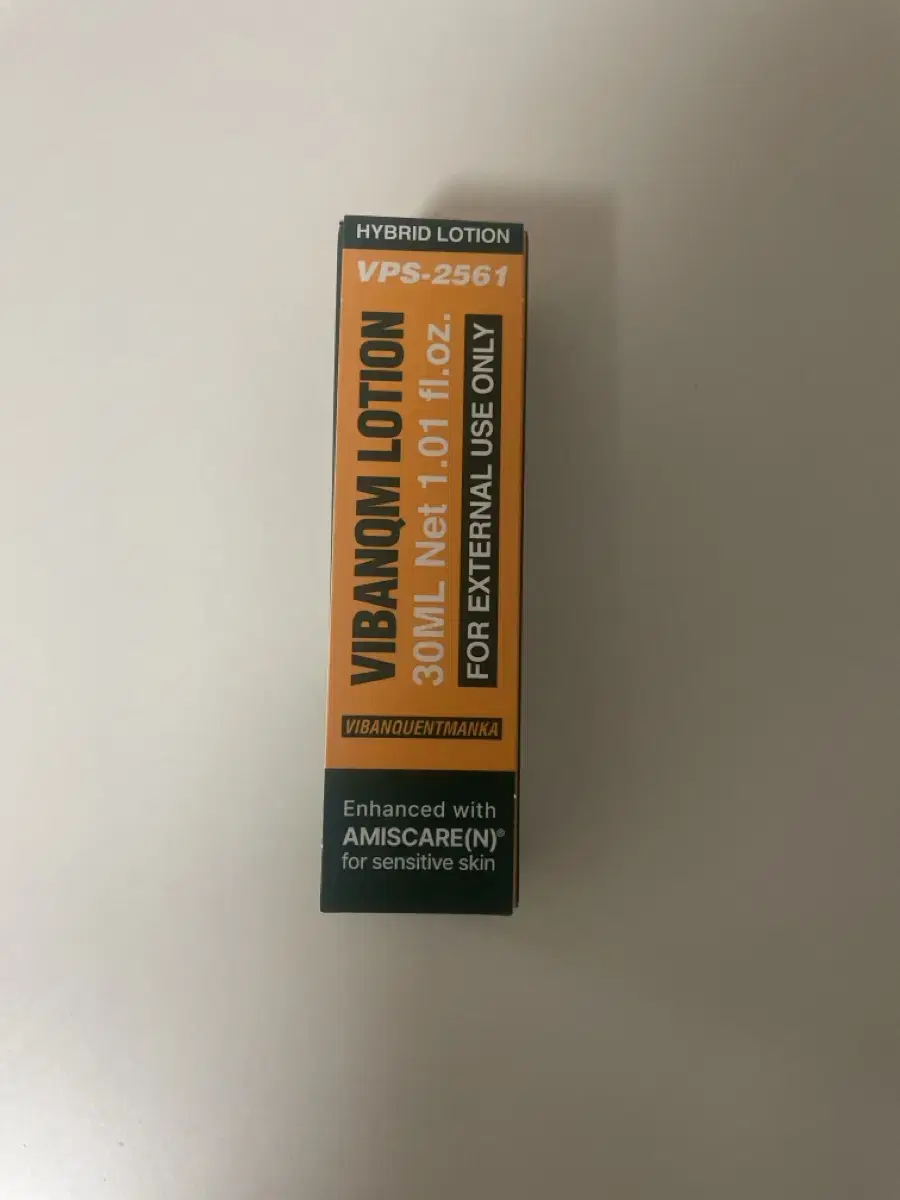 HYBRID LOTION
VPS-2561
VIBANQM LOTION
30ML Net 1.01 fl.oz.
FOR EXTERNAL USE ONLY
VIBANQUENTMANKA
Enhanced with
AMISCARE(N)®
for sensitive skin